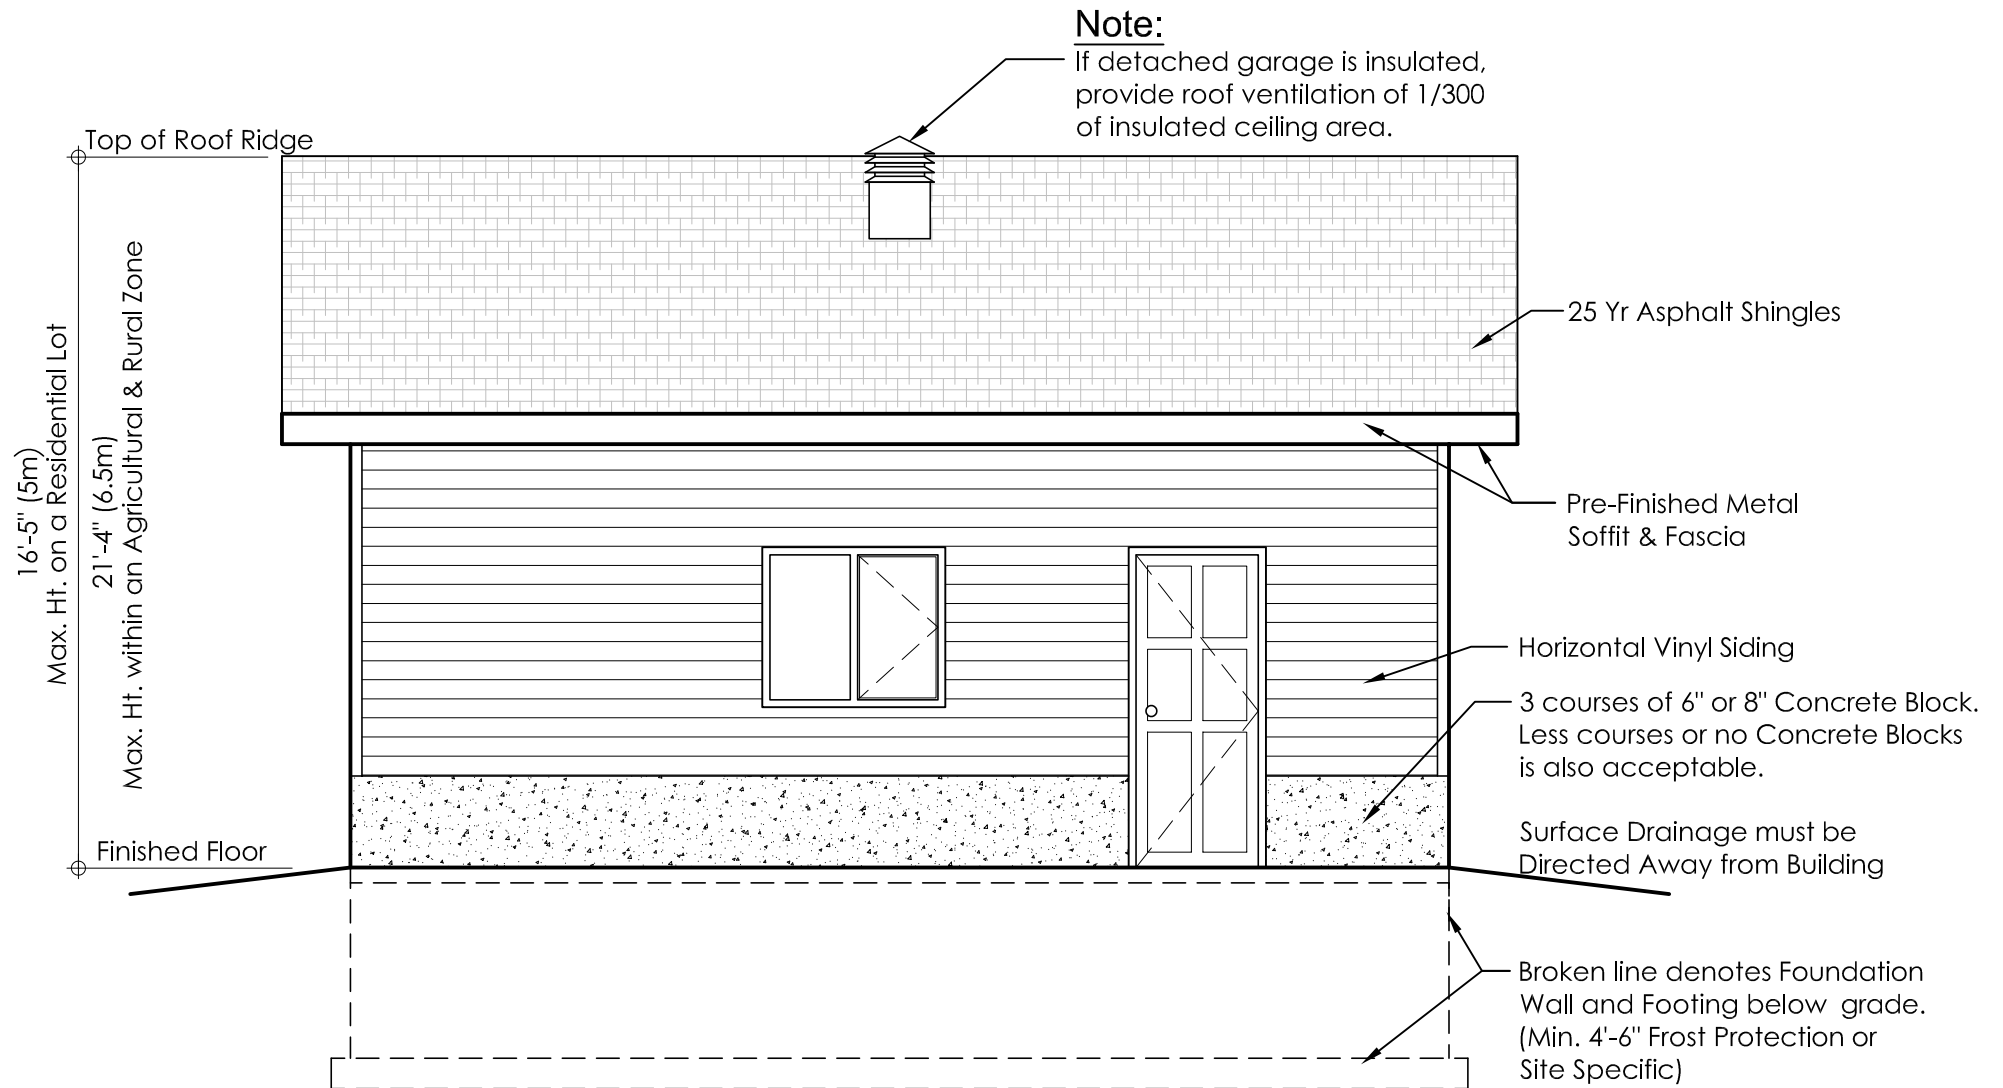 Note:
If detached garage is insulated,
provide roof ventilation of 1/300
of insulated ceiling area.
Top of Roof Ridge
16'-5" (5m)
Max. Ht. on a Residential Lot
21'-4" (6.5m)
Max. Ht. within an Agricultural & Rural Zone
25 Yr Asphalt Shingles
Pre-Finished Metal
Soffit & Fascia
Horizontal Vinyl Siding
3 courses of 6" or 8" Concrete Block.
Less courses or no Concrete Blocks
is also acceptable.
Surface Drainage must be
Directed Away from Building
Finished Floor
Broken line denotes Foundation
Wall and Footing below grade.
(Min. 4'-6" Frost Protection or
Site Specific)